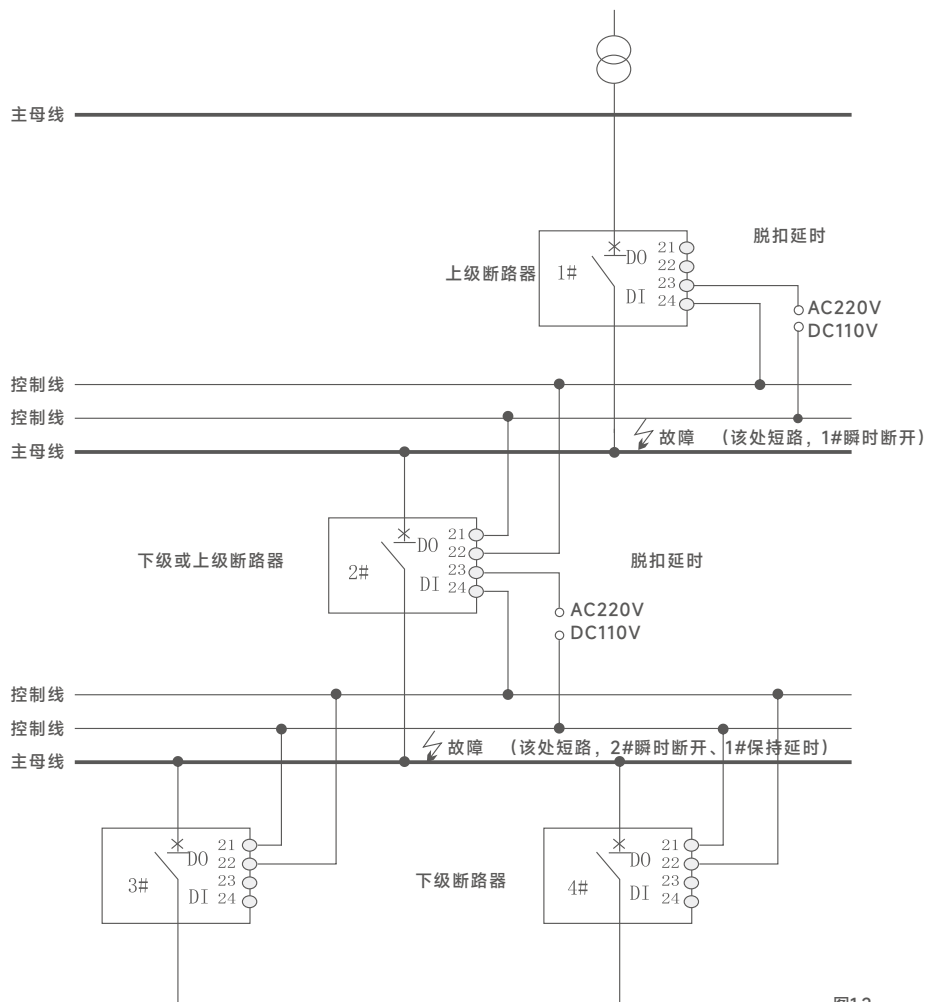 主母线
脱扣延时
上级断路器
1#
DO
DI
21
22
23
24
AC220V
DC110V
控制线
控制线
故障 （该处短路，1#瞬时断开）
主母线
下级或上级断路器
2#
DO
DI
21
22
23
24
脱扣延时
AC220V
DC110V
控制线
控制线
故障 （该处短路，2#瞬时断开、1#保持延时）
主母线
3#
DO
DI
21
22
23
24
下级断路器
4#
DO
DI
21
22
23
24